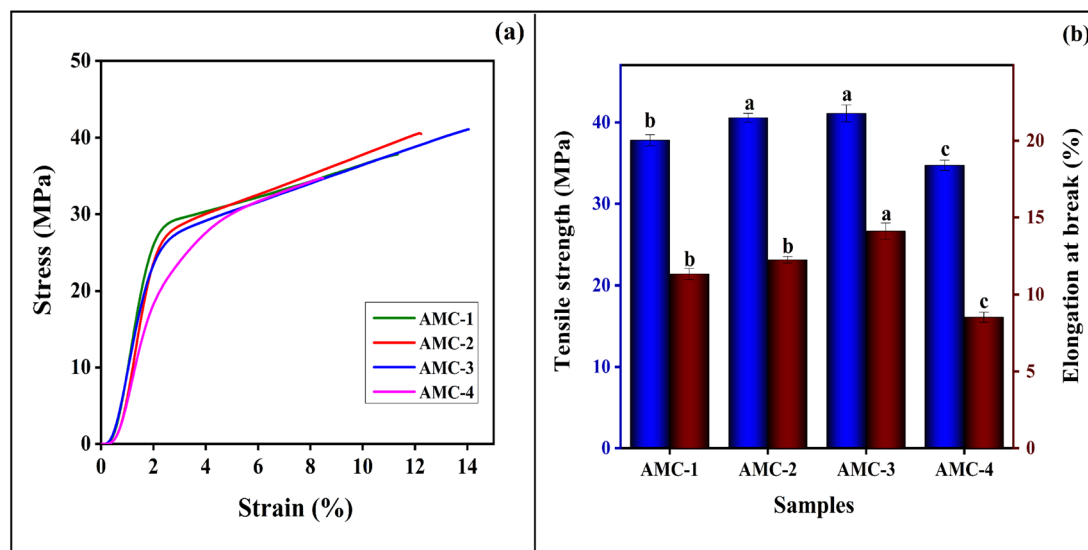 (a)
50
40
30
20
10
0
Stress (MPa)
0 2 4 6 8 10 12 14
Strain (%)
AMC-1
AMC-2
AMC-3
AMC-4
(b)
Tensile strength (MPa)
40
30
20
10
0
b a a c
b b a c
20
15
10
5
0
Elongation at break (%)
AMC-1 AMC-2 AMC-3 AMC-4
Samples